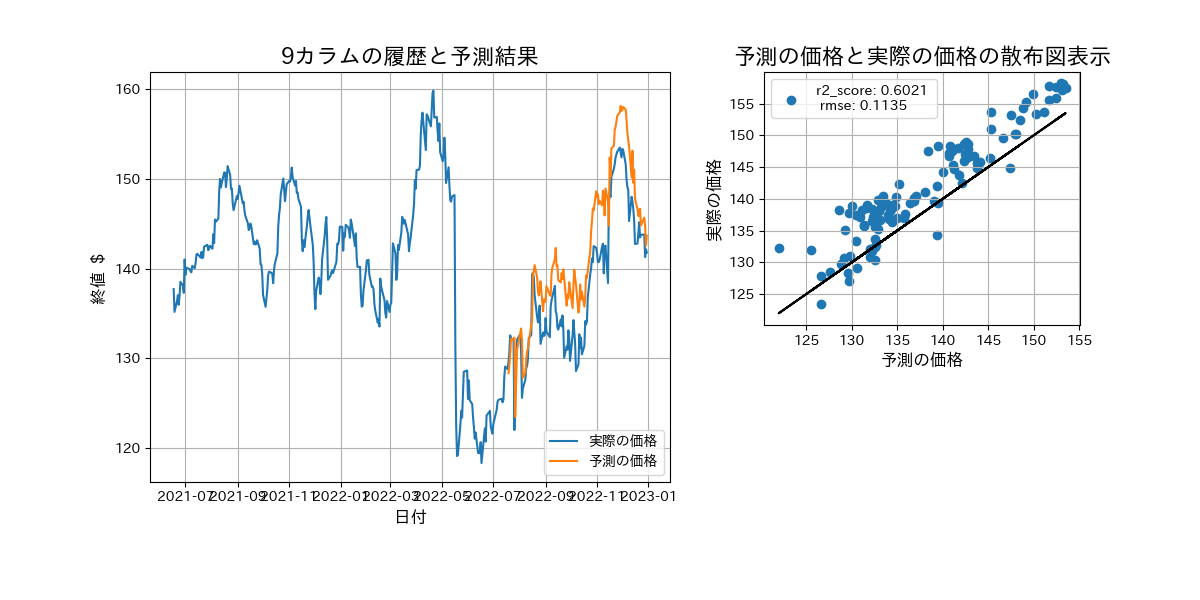 9カラムの履歴と予測結果
160
150
140
130
120
終値 $
2021-07
2021-09
2021-11
2022-01
2022-03
2022-05
2022-07
2022-09
2022-11
2023-01
日付
実際の価格
予測の価格
予測の価格と実際の価格の散布図表示
r2_score: 0.6021
rmse: 0.1135
155
150
145
140
135
130
125
実際の価格
125
130
135
140
145
150
155
予測の価格